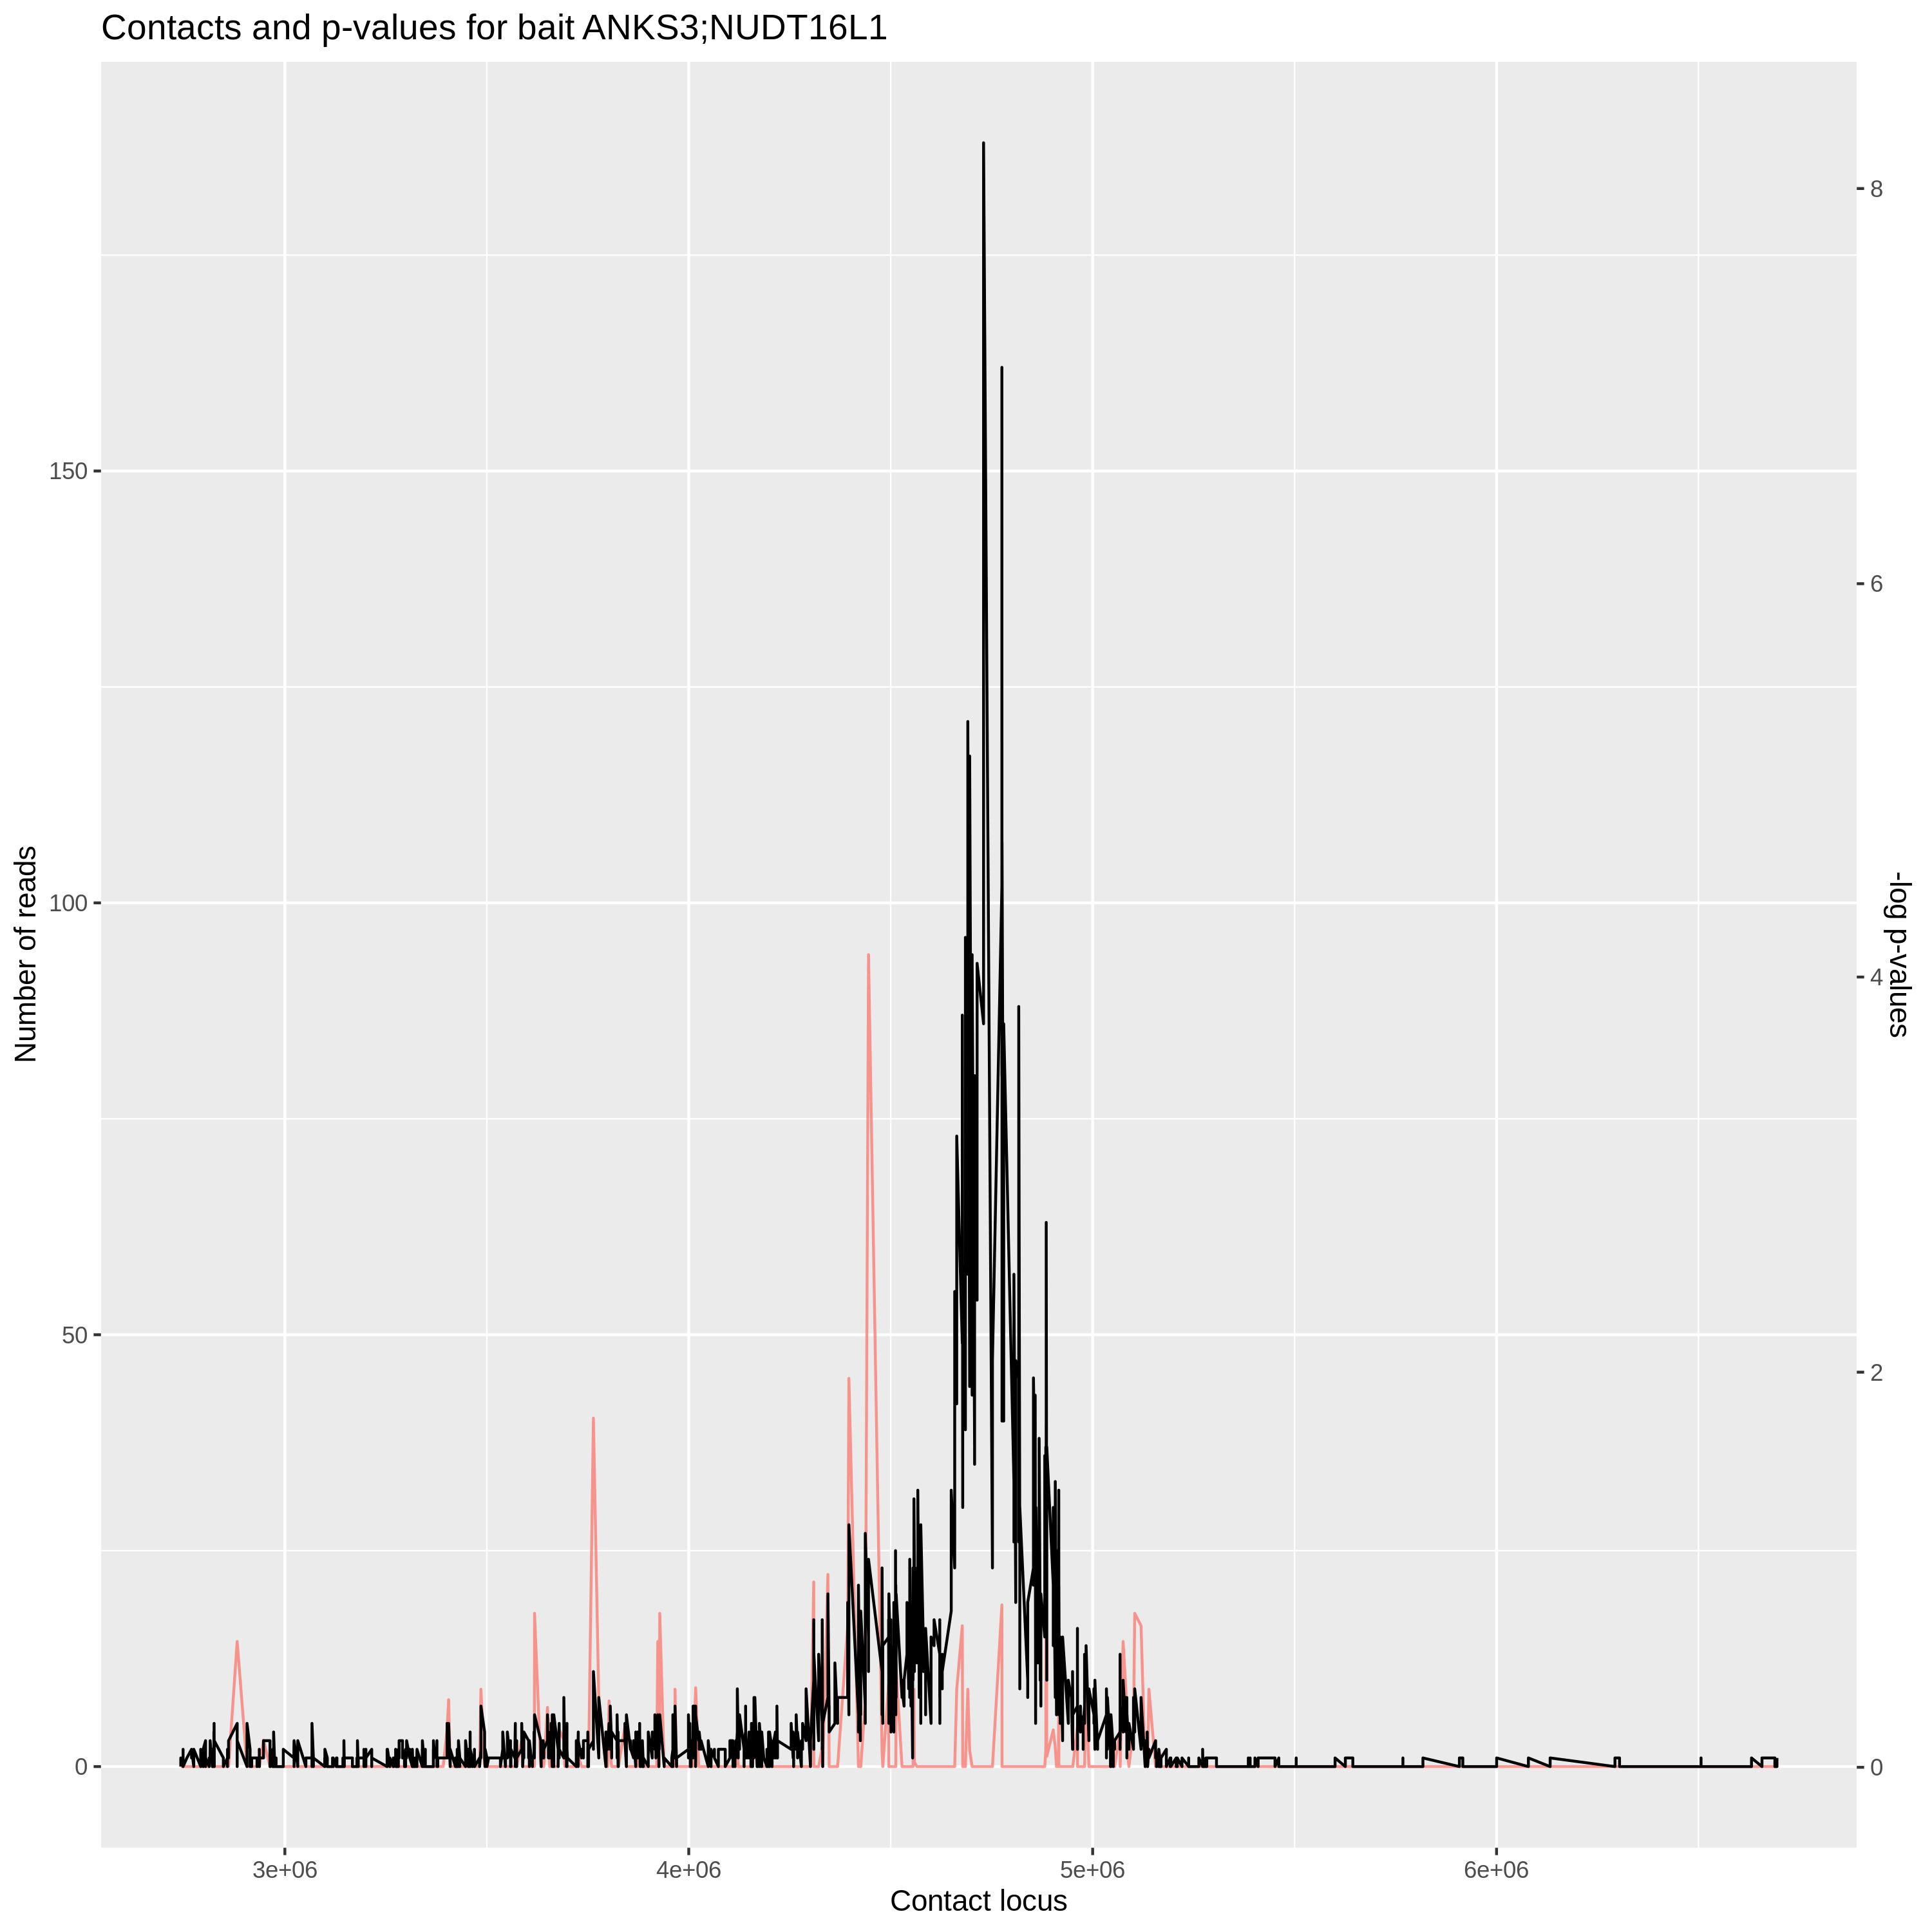 Contacts and p-values for bait ANKS3;NUDT16L1
Number of reads
150
100
50
0
8
6
4
2
0
-log p-values
3e+06
4e+06
5e+06
6e+06
Contact locus